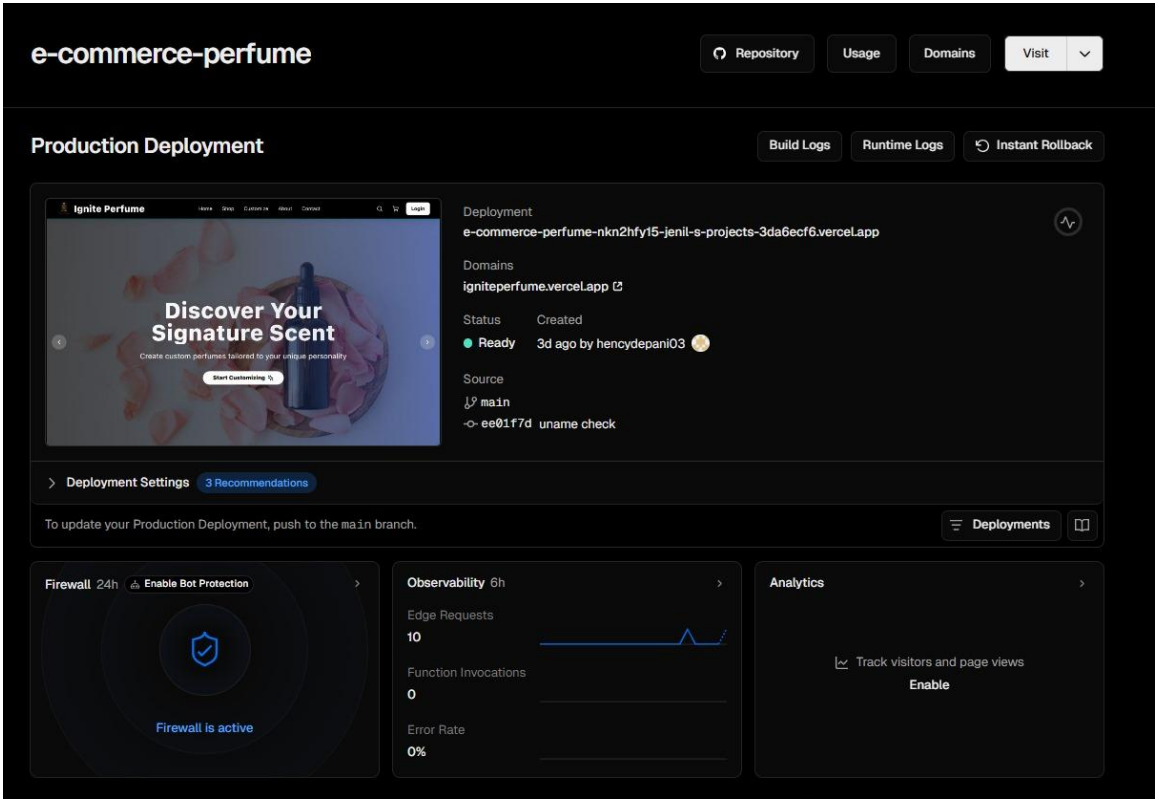 e-commerce-perfume
Repository
Usage
Domains
Visit
Production Deployment
Build Logs
Runtime Logs
Instant Rollback
Ignite Perfume
Home Shop Customize About Contact
Login
Discover Your
Signature Scent
Create custom perfumes tailored to your unique personality
Start Customizing
Deployment
e-commerce-perfume-nkn2hfy15-jenil-s-projects-3da6ecf6.vercel.app
Domains
igniteperfume.vercel.app
Status Created
Ready 3d ago by hencydepani03
Source
main
ee01f7d uname check
Deployment Settings 3 Recommendations
To update your Production Deployment, push to the main branch.
Deployments
Firewall 24h Enable Bot Protection
Firewall is active
Observability 6h
Edge Requests
10
Function Invocations
0
Error Rate
0%
Analytics
Track visitors and page views
Enable